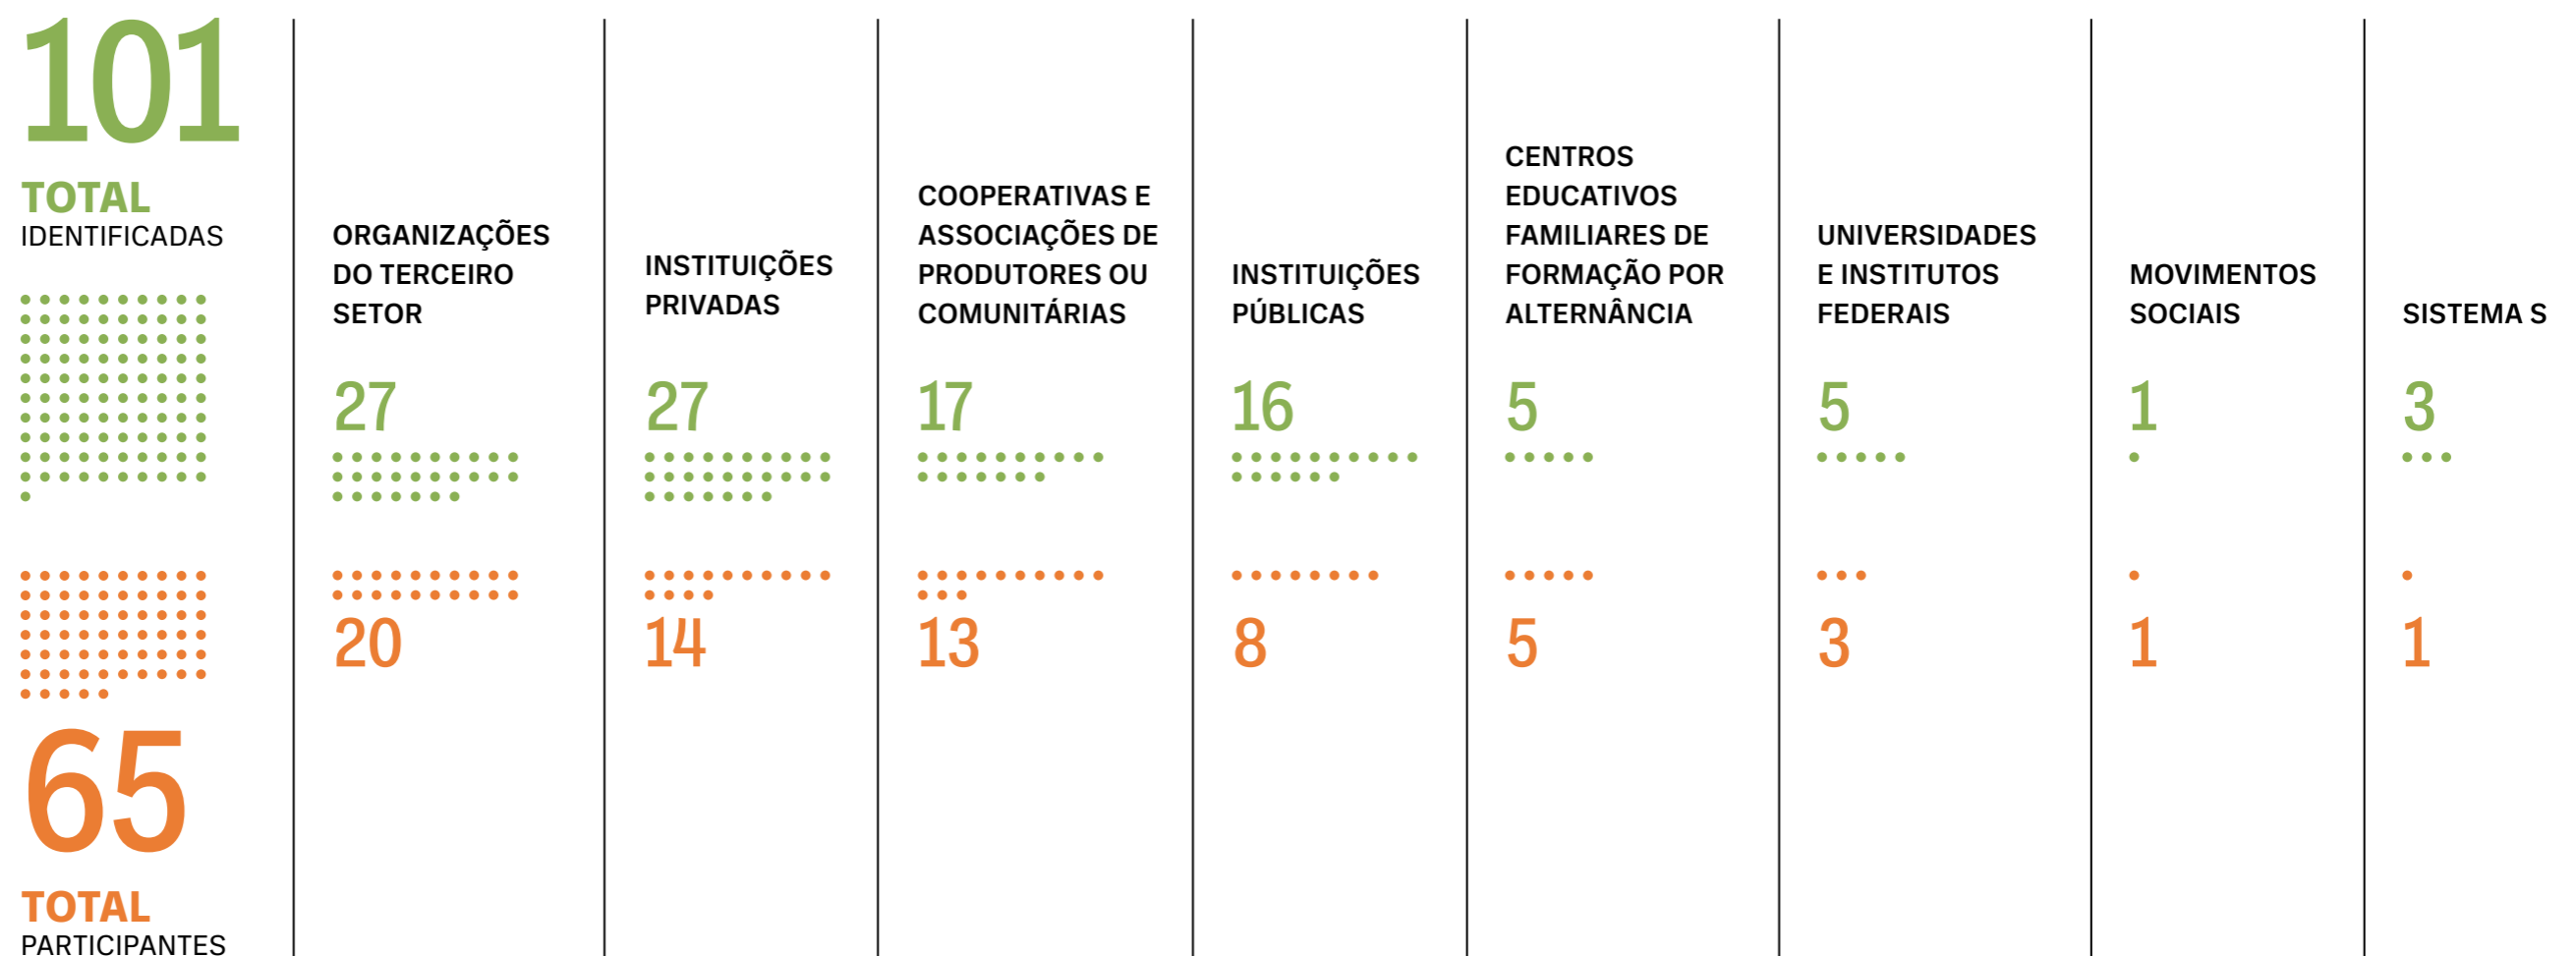 101
TOTAL
IDENTIFICADAS
65
TOTAL
PARTICIPANTES
ORGANIZAÇÕES
DO TERCEIRO
SETOR
27
20
INSTITUIÇÕES
PRIVADAS
27
14
COOPERATIVAS E
ASSOCIAÇÕES DE
PRODUTORES OU
COMUNITÁRIAS
17
13
INSTITUIÇÕES
PÚBLICAS
16
8
CENTROS
EDUCATIVOS
FAMILIARES DE
FORMAÇÃO POR
ALTERNÂNCIA
5
5
UNIVERSIDADES
E INSTITUTOS
FEDERAIS
5
3
MOVIMENTOS
SOCIAIS
1
1
SISTEMA S
3
1